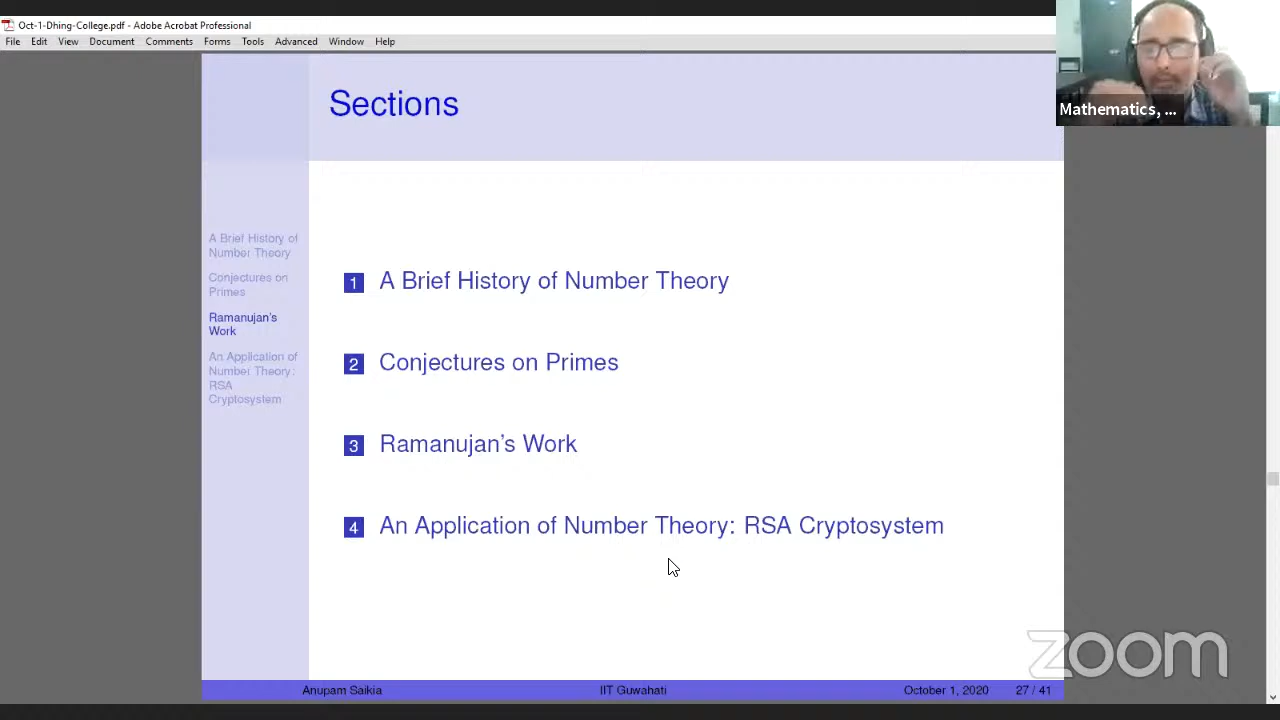 Oct-1-Dhing-College.pdf - Adobe Acrobat Professional
File Edit View Document Comments Forms Tools Advanced Window Help
Mathematics, ...
Sections
A Brief History of
Number Theory
Conjectures on
Primes
Ramanujan's
Work
An Application of
Number Theory:
RSA
Cryptosystem
1 A Brief History of Number Theory
2 Conjectures on Primes
3 Ramanujan's Work
4 An Application of Number Theory: RSA Cryptosystem
zoom
Anupam Saikia IIT Guwahati October 1, 2020 27 / 41